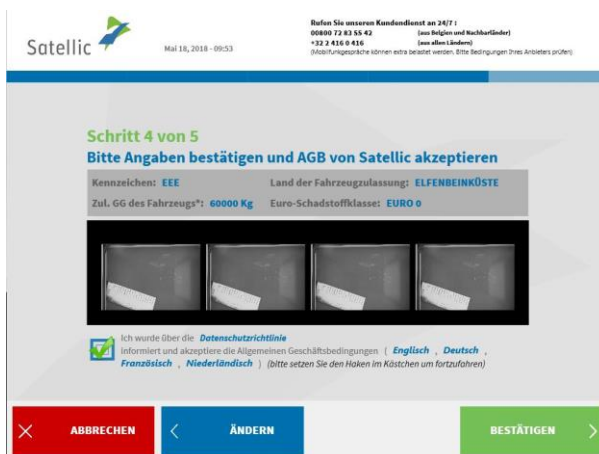 Satellic
Mai 18, 2018 - 09:53
Rufen Sie unseren Kundendienst an 24/7 :
00800 72 83 55 42 (aus Belgien und Nachbarländer)
+32 2 416 0 416 (aus allen Ländern)
(Mobilfunkgespräche können extra belastet werden. Bitte Bedingungen Ihres Anbieters prüfen)
Schritt 4 von 5
Bitte Angaben bestätigen und AGB von Satellic akzeptieren
Kennzeichen: EEE Land der Fahrzeugzulassung: ELFENBEINKÜSTE
Zul. GG des Fahrzeugs*: 60000 Kg Euro-Schadstoffklasse: EURO 0
Ich wurde über die Datenschutzrichtlinie
informiert und akzeptiere die Allgemeinen Geschäftsbedingungen ( Englisch , Deutsch ,
Französisch , Niederländisch ) (bitte setzen Sie den Haken im Kästchen um fortzufahren)
ABBRECHEN ÄNDERN BESTÄTIGEN